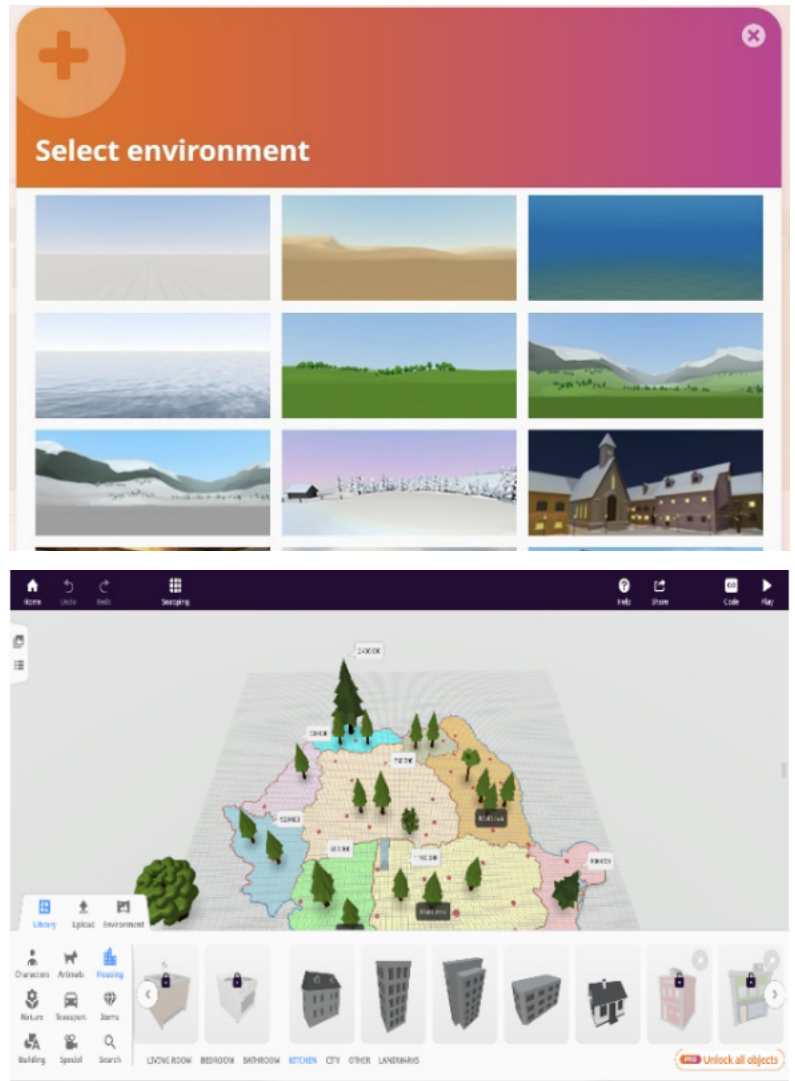 Select environment
Home
Undo
Redo
Snapping
Help
Share
Code
Play
Library
Upload
Environment
Characters
Animals
Housing
Nature
Transport
Items
Building
Special
Search
LIVING ROOM BEDROOM BATHROOM KITCHEN CITY OTHER LANDMARKS
PRO Unlock all objects